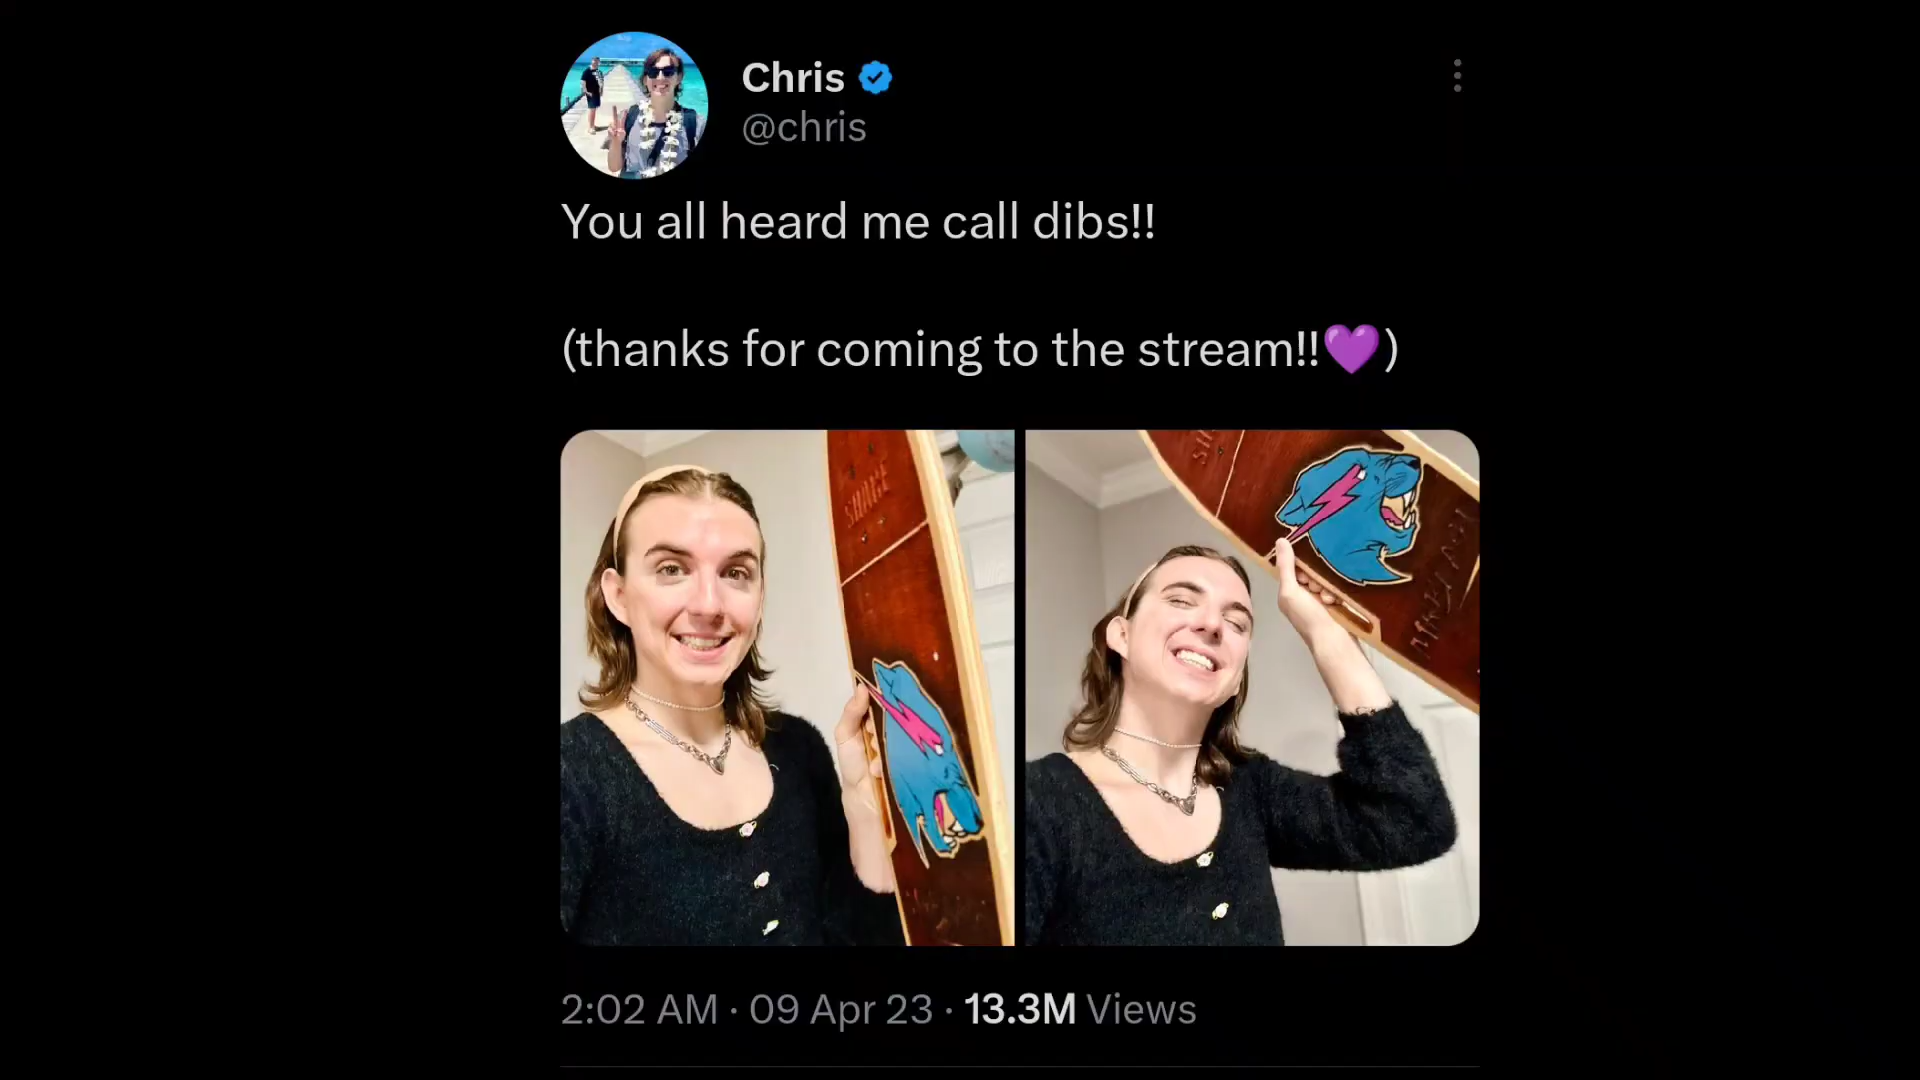 Chris
@chris
You all heard me call dibs!!
(thanks for coming to the stream!!💜)
SHAGE
2:02 AM · 09 Apr 23 · 13.3M Views